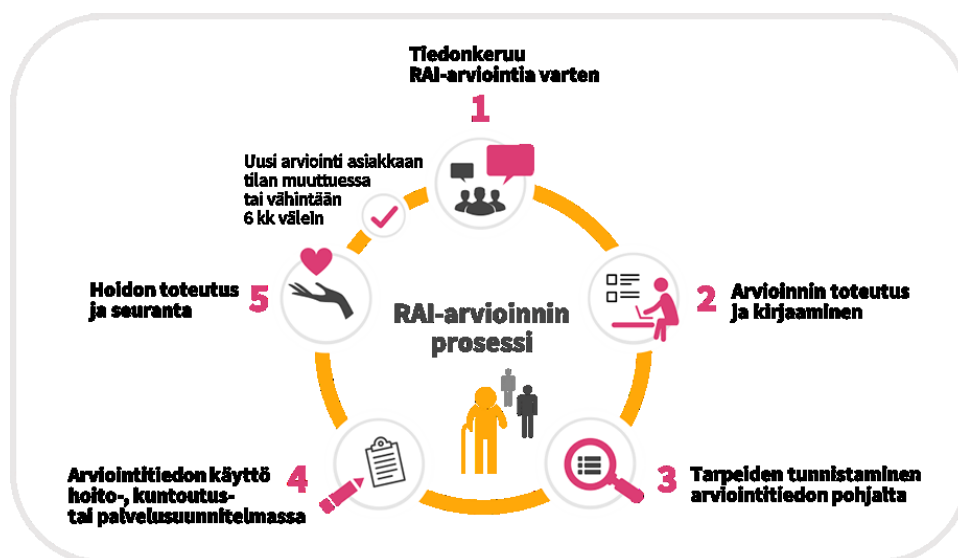 Tiedonkeruu
RAI-arviointia varten
1
Uusi arviointi asiakkaan
tilan muuttuessa
tai vähintään
6 kk välein
Hoidon toteutus
ja seuranta
5
2
Arvioinnin toteutus
ja kirjaaminen
RAI-arvioinnin
prosessi
Arviointitiedon käyttö
hoito-, kuntoutus-
tai palvelusuunnitelmassa
4
3
Tarpeiden tunnistaminen
arviointitiedon pohjalta